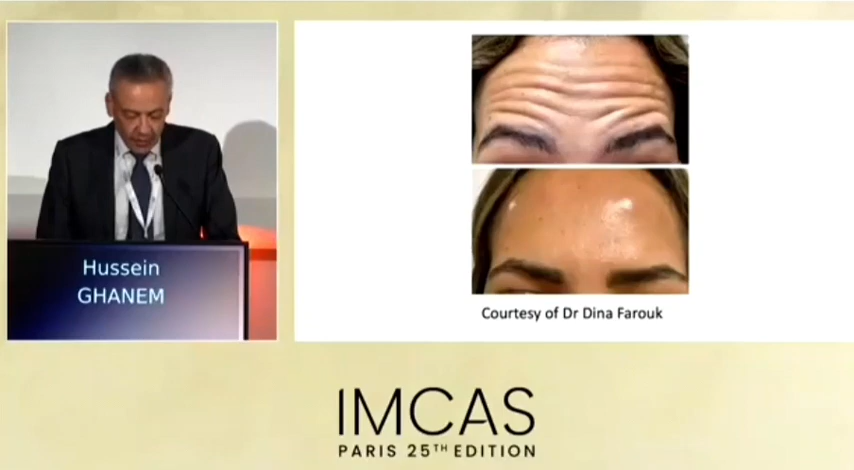 Hussein
GHANEM
Courtesy of Dr Dina Farouk
IMCAS
PARIS 25TH EDITION